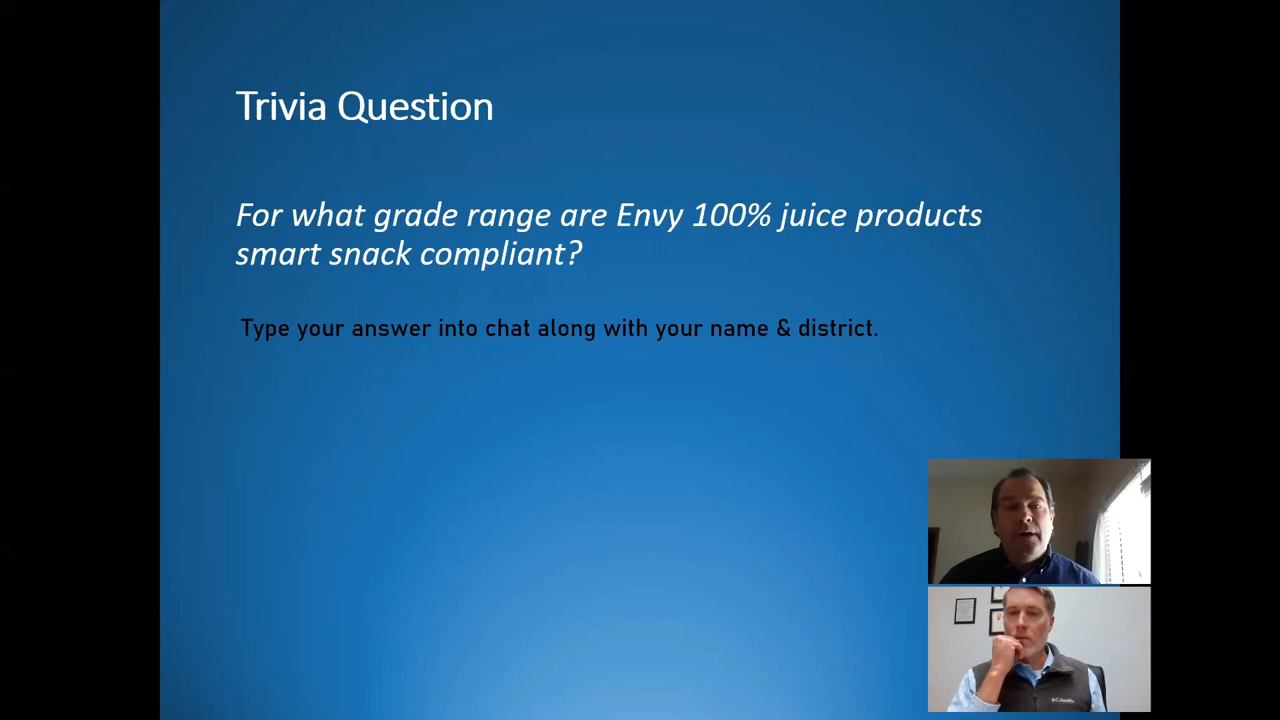 Trivia Question
For what grade range are Envy 100% juice products
smart snack compliant?
Type your answer into chat along with your name & district.
Columbia